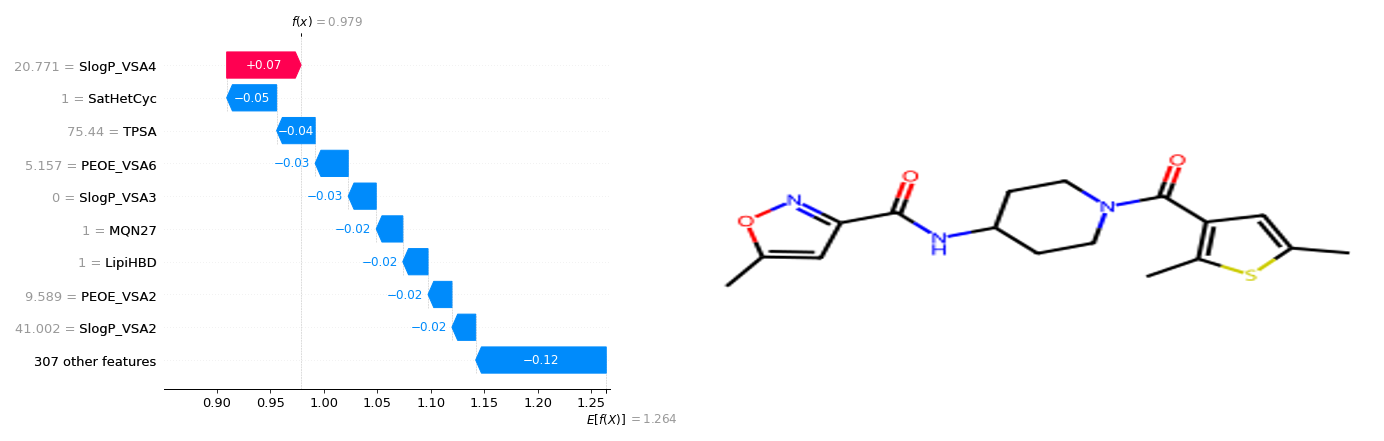 f(x) = 0.979
20.771 = SlogP_VSA4
+0.07
1 = SatHetCyc
−0.05
75.44 = TPSA
−0.04
5.157 = PEOE_VSA6
−0.03
0 = SlogP_VSA3
−0.03
1 = MQN27
−0.02
1 = LipiHBD
−0.02
9.589 = PEOE_VSA2
−0.02
41.002 = SlogP_VSA2
−0.02
307 other features
−0.12
0.90 0.95 1.00 1.05 1.10 1.15 1.20 1.25
E[f(X)] = 1.264
O
N
O
N
H
N
O
S